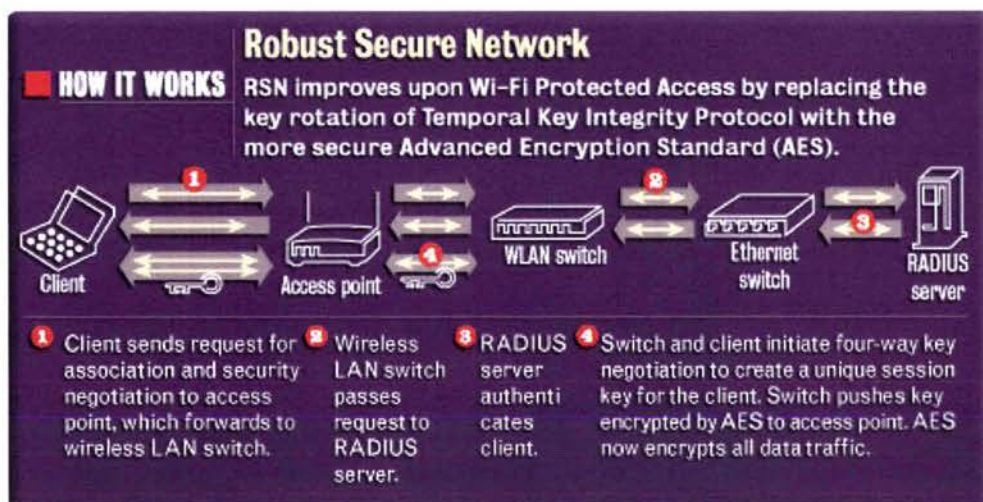 Robust Secure Network
HOW IT WORKS
RSN improves upon Wi-Fi Protected Access by replacing the
key rotation of Temporal Key Integrity Protocol with the
more secure Advanced Encryption Standard (AES).
1
2
3
4
Client
Access point
WLAN switch
Ethernet
switch
RADIUS
server
1 Client sends request for
association and security
negotiation to access
point, which forwards to
wireless LAN switch.
2 Wireless
LAN switch
passes
request to
RADIUS
server.
3 RADIUS
server
authenti
cates
client.
4 Switch and client initiate four-way key
negotiation to create a unique session
key for the client. Switch pushes key
encrypted by AES to access point. AES
now encrypts all data traffic.